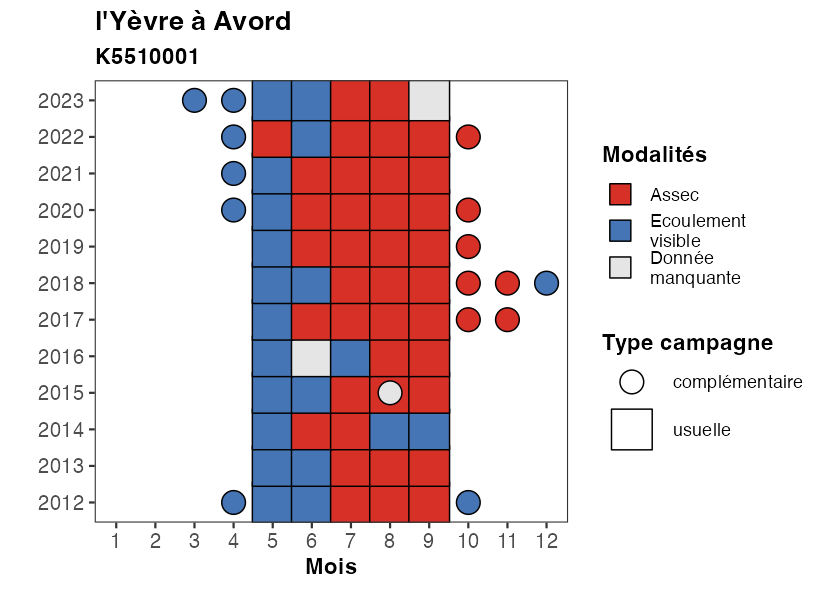 l'Yèvre à Avord
K5510001
2023
2022
2021
2020
2019
2018
2017
2016
2015
2014
2013
2012
1 2 3 4 5 6 7 8 9 10 11 12
Mois
Modalités
Assec
Ecoulement
visible
Donnée
manquante
Type campagne
complémentaire
usuelle